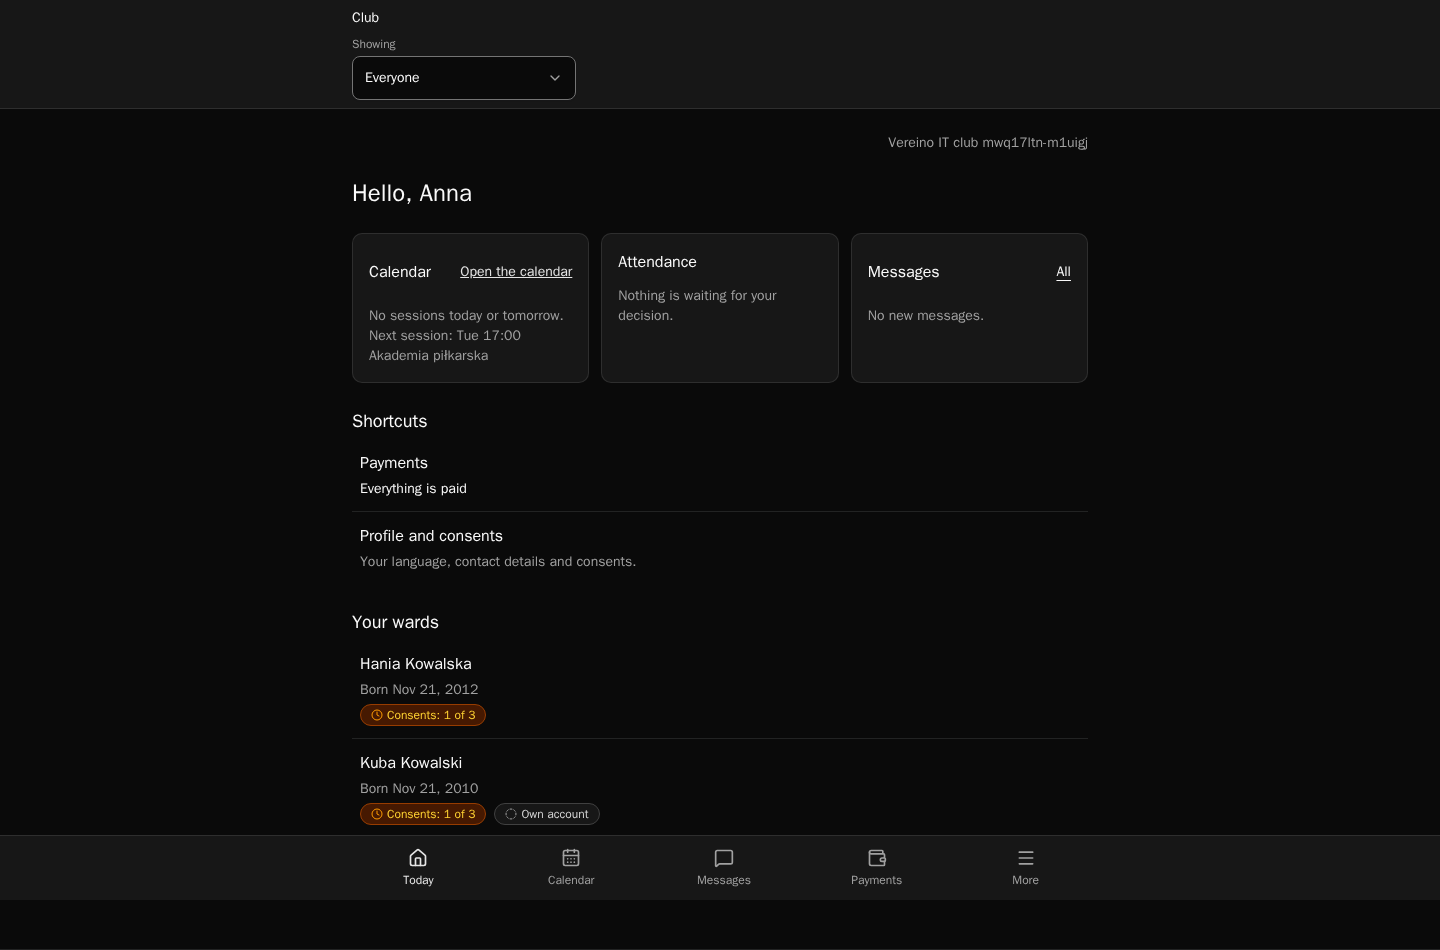 Club
Showing
Everyone
Vereino IT club mwq17ltn-m1uigj
Hello, Anna
Calendar
Open the calendar
No sessions today or tomorrow.
Next session: Tue 17:00
Akademia piłkarska
Attendance
Nothing is waiting for your
decision.
Messages
All
No new messages.
Shortcuts
Payments
Everything is paid
Profile and consents
Your language, contact details and consents.
Your wards
Hania Kowalska
Born Nov 21, 2012
Consents: 1 of 3
Kuba Kowalski
Born Nov 21, 2010
Consents: 1 of 3
Own account
Today
Calendar
Messages
Payments
More